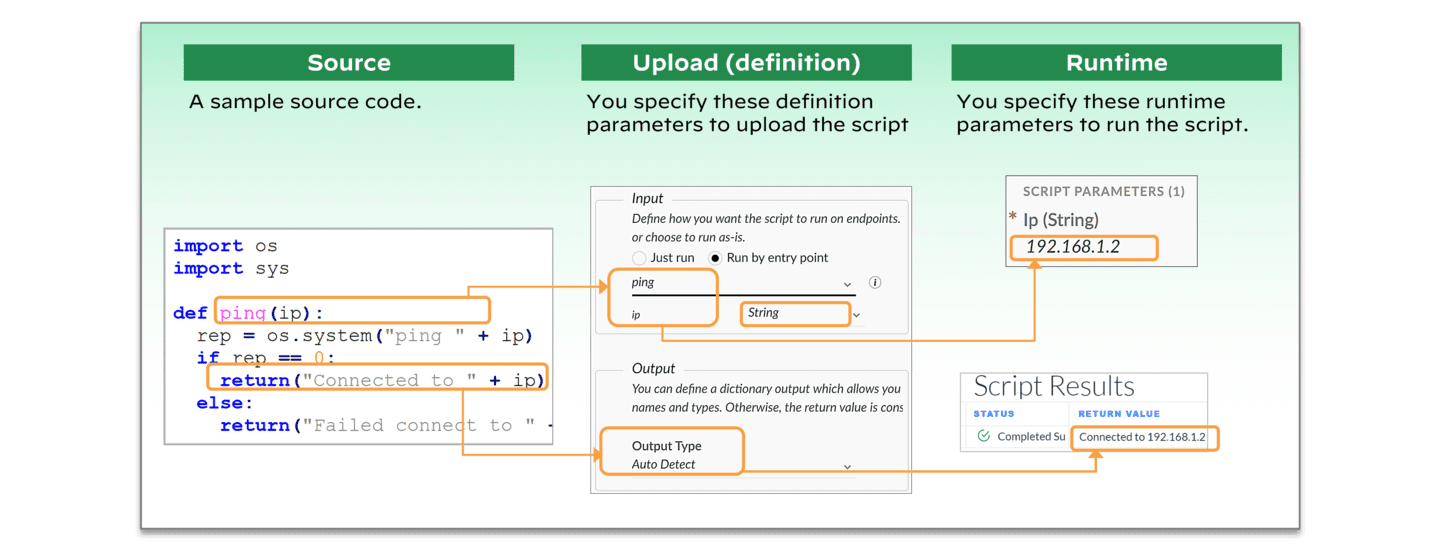 Source
A sample source code.
import os
import sys
def ping(ip):
rep = os.system("ping " + ip)
if rep == 0:
return("Connected to " + ip)
else:
return("Failed connect to " -
Upload (definition)
You specify these definition
parameters to upload the script
Input
Define how you want the script to run on endpoints.
or choose to run as-is.
Just run Run by entry point
ping
ip String
Output
You can define a dictionary output which allows you
names and types. Otherwise, the return value is cons
Output Type
Auto Detect
Runtime
You specify these runtime
parameters to run the script.
SCRIPT PARAMETERS (1)
* Ip (String)
192.168.1.2
Script Results
STATUS RETURN VALUE
Completed Su Connected to 192.168.1.2